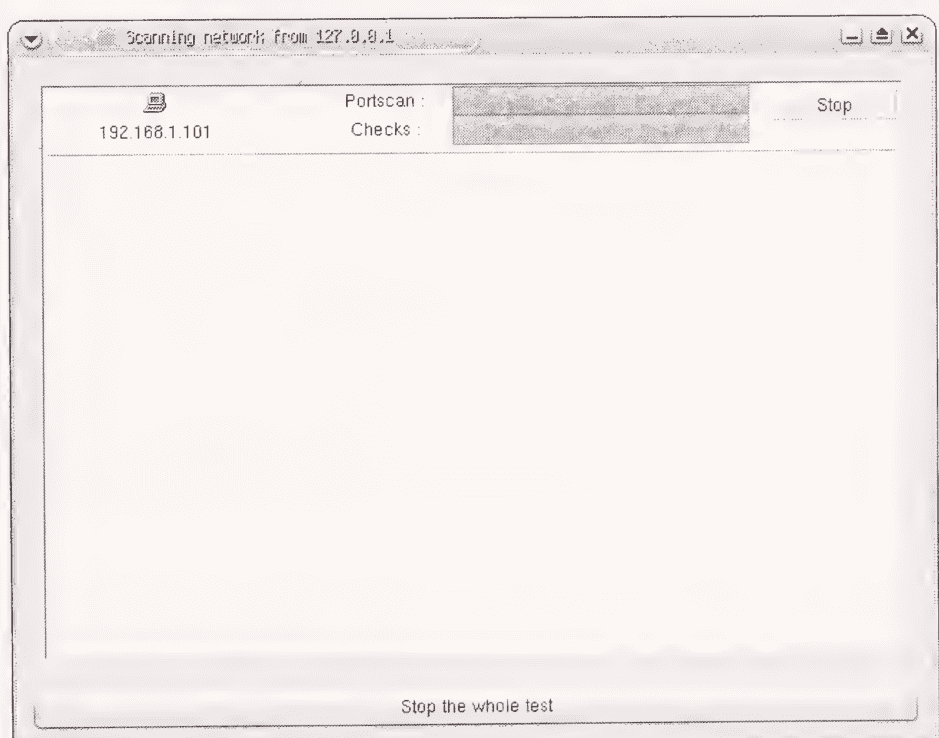 Scanning network from 127.0.0.1
Portscan :
Stop
192.168.1.101
Checks :
Stop the whole test